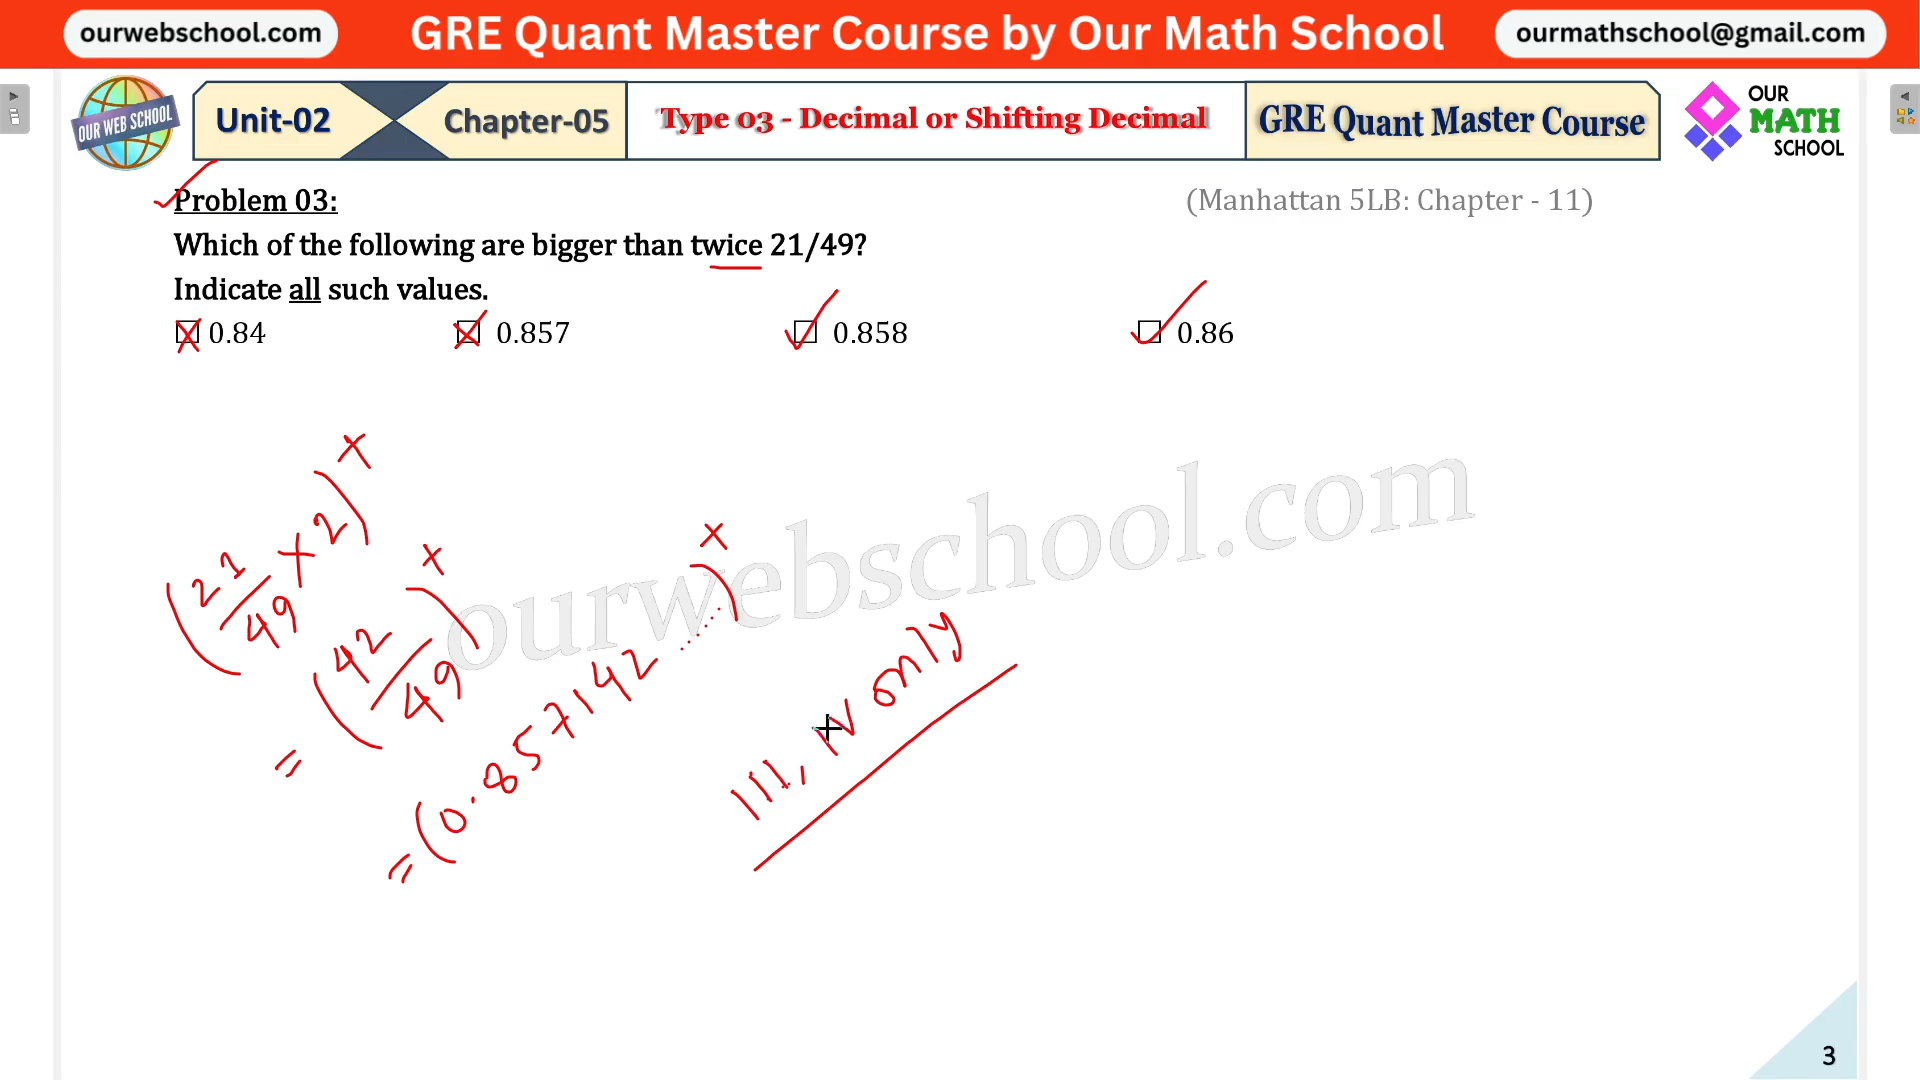 ourwebschool.com
GRE Quant Master Course by Our Math School
ourmathschool@gmail.com
OUR WEB SCHOOL
Unit-02
Chapter-05
Type 03 - Decimal or Shifting Decimal
GRE Quant Master Course
OUR
MATH
SCHOOL
Problem 03:
(Manhattan 5LB: Chapter - 11)
Which of the following are bigger than twice 21/49?
Indicate all such values.
☐ 0.84 ☐ 0.857 ☐ 0.858 ☐ 0.86
ourwebschool.com
(21/49 × 2)^+
= (42/49)^+
= (0.857142......)^+
III, IV only
3